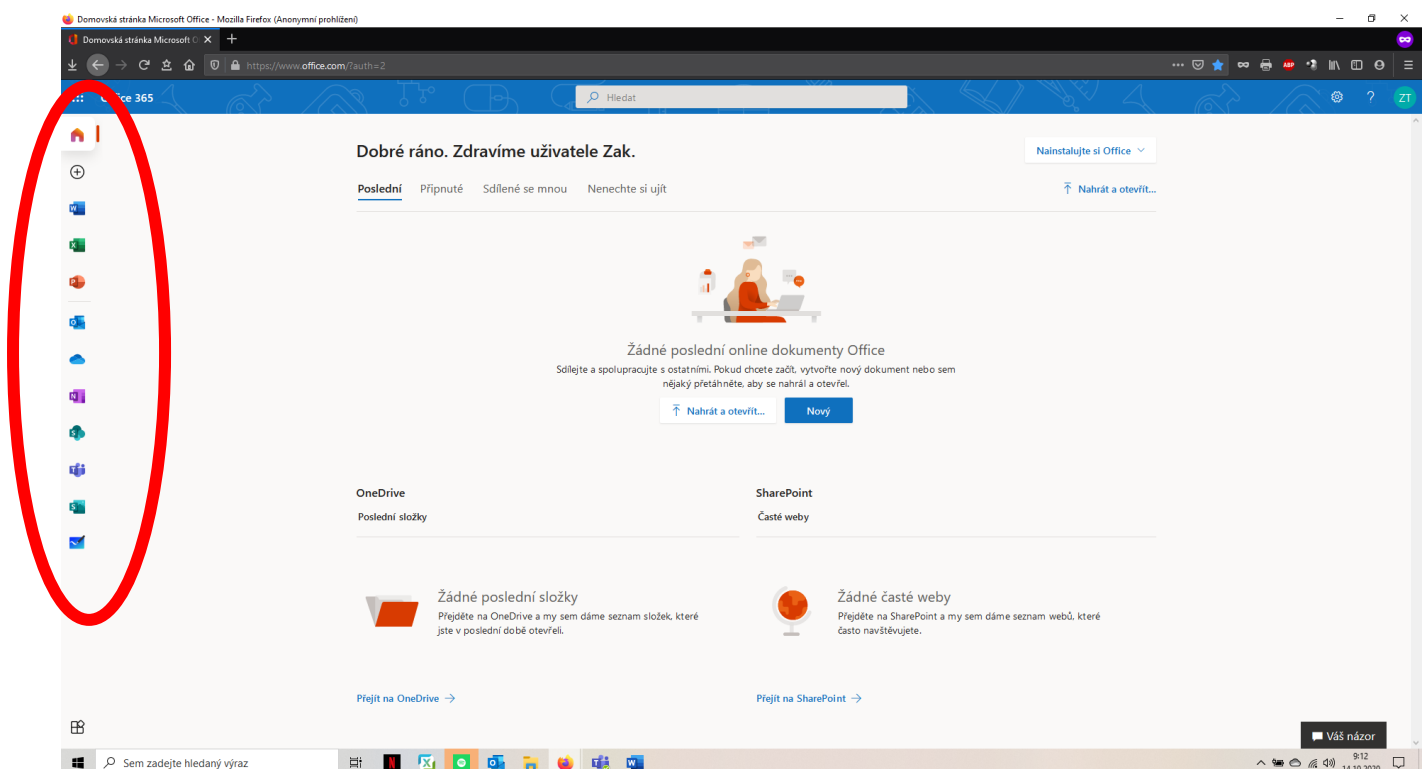 Domovská stránka Microsoft Office - Mozilla Firefox (Anonymní prohlížení)
Domovská stránka Microsoft O
https://www.office.com/?auth=2
365
Hledat
ZT
Dobré ráno. Zdravíme uživatele Zak.
Nainstalujte si Office
Poslední Připnuté Sdílené se mnou Nenechte si ujít
Nahrát a otevřít...
Žádné poslední online dokumenty Office
Sdílejte a spolupracujte s ostatními. Pokud chcete začít, vytvořte nový dokument nebo sem
nějaký přetáhněte, aby se nahrál a otevřel.
Nahrát a otevřít...
Nový
OneDrive
Poslední složky
SharePoint
Časté weby
Žádné poslední složky
Přejděte na OneDrive a my sem dáme seznam složek, které
jste v poslední době otevřeli.
Žádné časté weby
Přejděte na SharePoint a my sem dáme seznam webů, které
často navštěvujete.
Přejít na OneDrive
Přejít na SharePoint
Váš názor
Sem zadejte hledaný výraz
9:12
14.10.2020